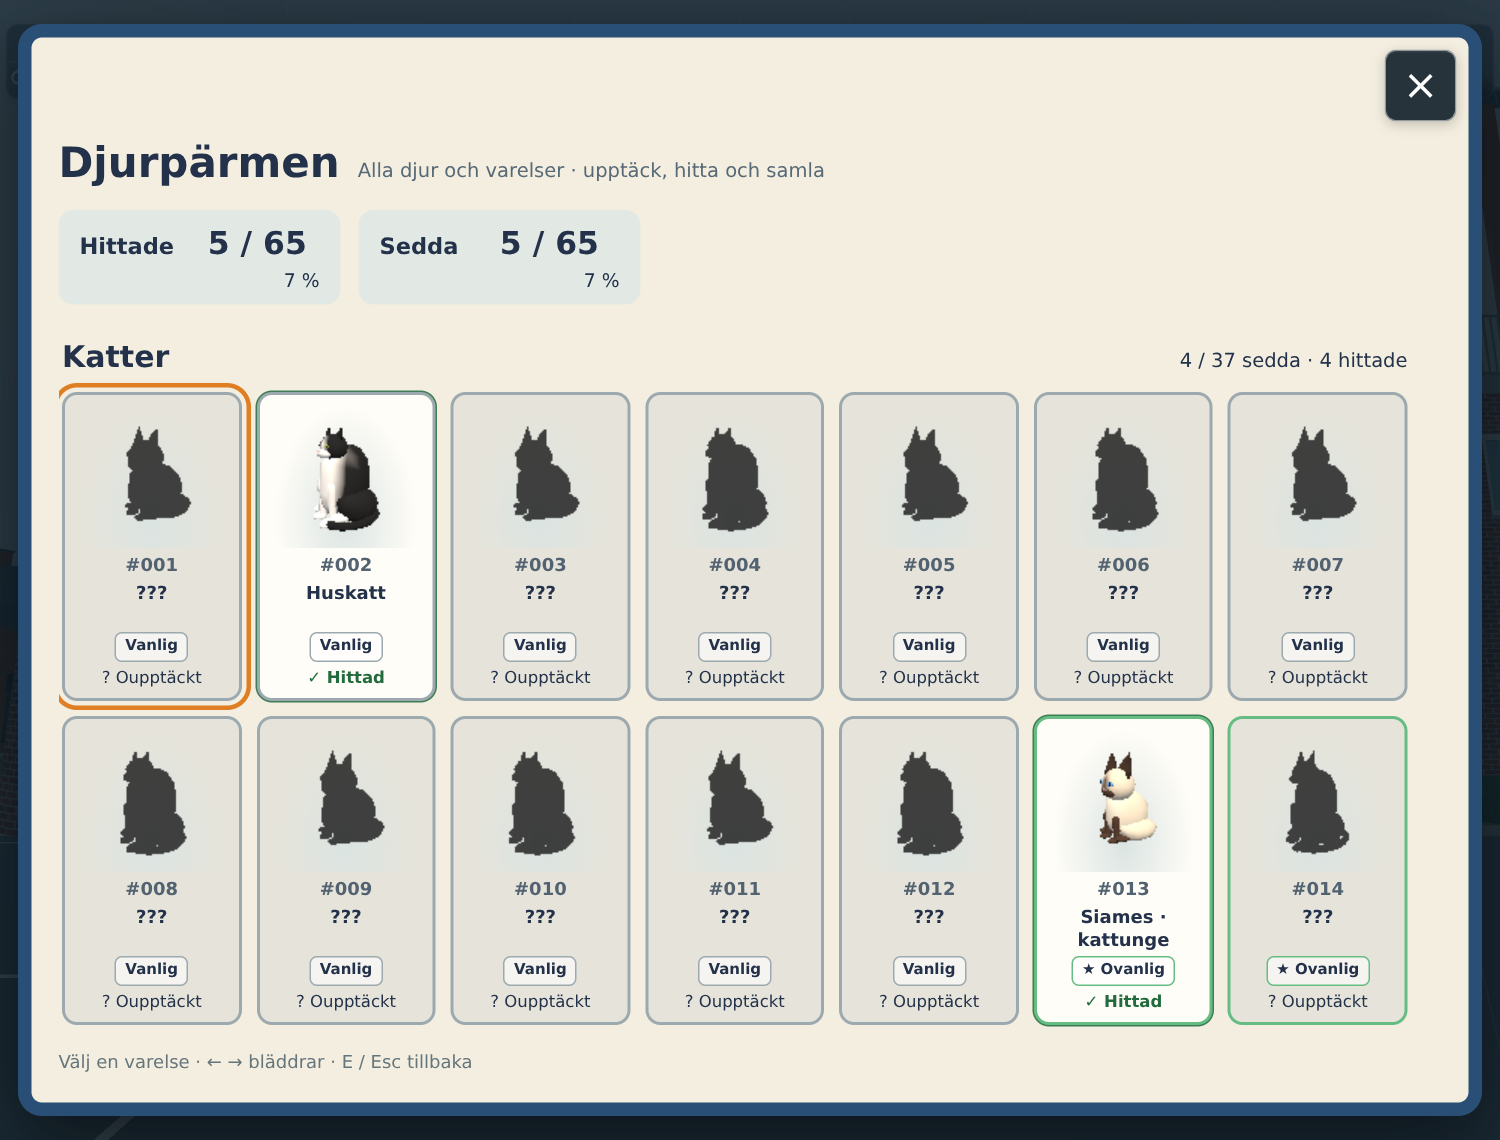 Djurpärmen Alla djur och varelser · upptäck, hitta och samla
Hittade 5 / 65 Sedda 5 / 65
7 % 7 %
Katter 4 / 37 sedda · 4 hittade
#001 #002 #003 #004 #005 #006 #007
??? Huskatt ??? ??? ??? ??? ???
Vanlig Vanlig Vanlig Vanlig Vanlig Vanlig Vanlig
? Oupptäckt ✓ Hittad ? Oupptäckt ? Oupptäckt ? Oupptäckt ? Oupptäckt ? Oupptäckt
#008 #009 #010 #011 #012 #013 #014
??? ??? ??? ??? ??? Siames · ???
kattunge
Vanlig Vanlig Vanlig Vanlig Vanlig ★ Ovanlig ★ Ovanlig
? Oupptäckt ? Oupptäckt ? Oupptäckt ? Oupptäckt ? Oupptäckt ✓ Hittad ? Oupptäckt
Välj en varelse · ← → bläddrar · E / Esc tillbaka